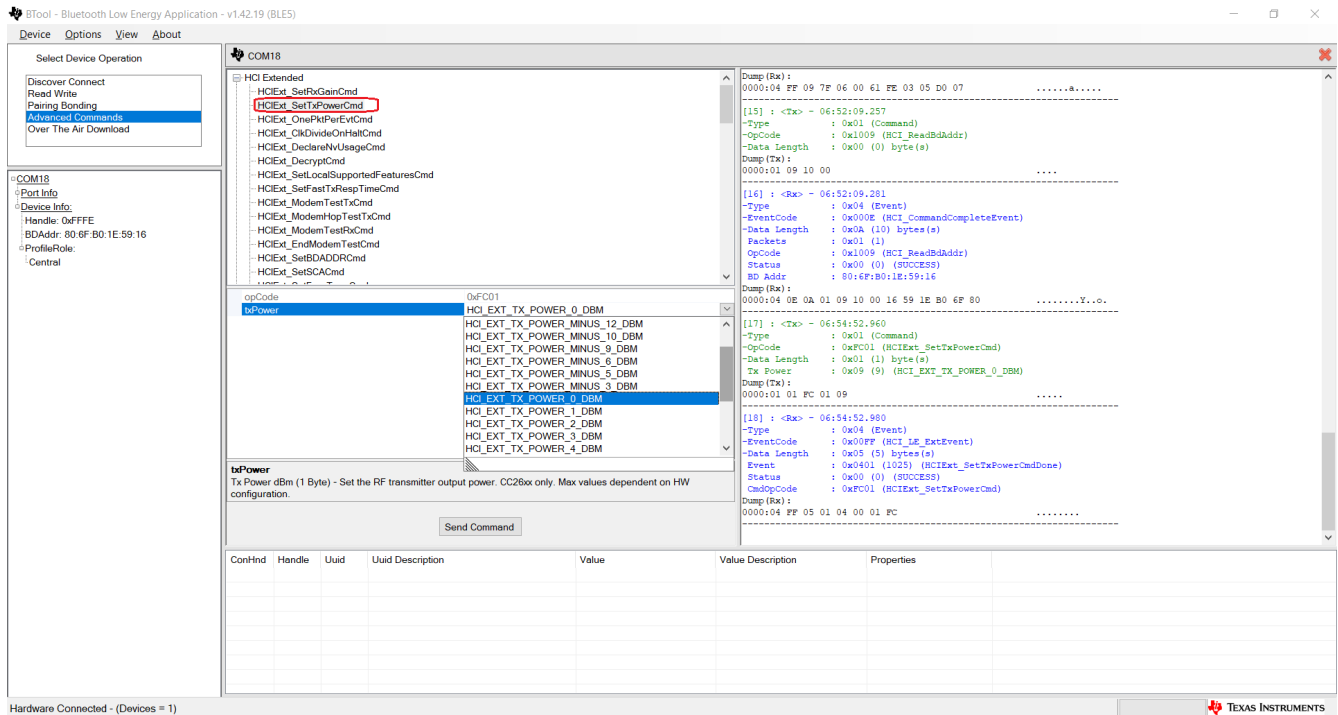 BTool - Bluetooth Low Energy Application - v1.42.19 (BLE5)
Device Options View About
Select Device Operation
Discover Connect
Read Write
Pairing Bonding
Advanced Commands
Over The Air Download
COM18
Port Info
Device Info:
Handle: 0xFFFE
BDAddr: 80:6F:B0:1E:59:16
ProfileRole:
Central
COM18
HCI Extended
HCIExt_SetRxGainCmd
HCIExt_SetTxPowerCmd
HCIExt_OnePktPerEvtCmd
HCIExt_ClkDivideOnHaltCmd
HCIExt_DeclareNvUsageCmd
HCIExt_DecryptCmd
HCIExt_SetLocalSupportedFeaturesCmd
HCIExt_SetFastTxRespTimeCmd
HCIExt_ModemTestTxCmd
HCIExt_ModemHopTestTxCmd
HCIExt_ModemTestRxCmd
HCIExt_EndModemTestCmd
HCIExt_SetBDADDRCmd
HCIExt_SetSCACmd
opCode 0xFC01
txPower HCI_EXT_TX_POWER_0_DBM
HCI_EXT_TX_POWER_MINUS_12_DBM
HCI_EXT_TX_POWER_MINUS_10_DBM
HCI_EXT_TX_POWER_MINUS_9_DBM
HCI_EXT_TX_POWER_MINUS_6_DBM
HCI_EXT_TX_POWER_MINUS_5_DBM
HCI_EXT_TX_POWER_MINUS_3_DBM
HCI_EXT_TX_POWER_0_DBM
HCI_EXT_TX_POWER_1_DBM
HCI_EXT_TX_POWER_2_DBM
HCI_EXT_TX_POWER_3_DBM
HCI_EXT_TX_POWER_4_DBM
txPower
Tx Power dBm (1 Byte) - Set the RF transmitter output power. CC26xx only. Max values dependent on HW
configuration.
Send Command
Dump(Rx):
0000:04 FF 09 7F 06 00 61 FE 03 05 D0 07 ......a.....
[15] : <Tx> - 06:52:09.257
-Type : 0x01 (Command)
-OpCode : 0x1009 (HCI_ReadBdAddr)
-Data Length : 0x00 (0) byte(s)
Dump(Tx):
0000:01 09 10 00 ....
[16] : <Rx> - 06:52:09.281
-Type : 0x04 (Event)
-EventCode : 0x000E (HCI_CommandCompleteEvent)
-Data Length : 0x0A (10) bytes(s)
Packets : 0x01 (1)
OpCode : 0x1009 (HCI_ReadBdAddr)
Status : 0x00 (0) (SUCCESS)
BD Addr : 80:6F:B0:1E:59:16
Dump(Rx):
0000:04 0E 0A 01 09 10 00 16 59 1E B0 6F 80 ........Y..o.
[17] : <Tx> - 06:54:52.960
-Type : 0x01 (Command)
-OpCode : 0xFC01 (HCIExt_SetTxPowerCmd)
-Data Length : 0x01 (1) byte(s)
Tx Power : 0x09 (9) (HCI_EXT_TX_POWER_0_DBM)
Dump(Tx):
0000:01 01 FC 01 09 .....
[18] : <Rx> - 06:54:52.980
-Type : 0x04 (Event)
-EventCode : 0x00FF (HCI_LE_ExtEvent)
-Data Length : 0x05 (5) bytes(s)
Event : 0x0401 (1025) (HCIExt_SetTxPowerCmdDone)
Status : 0x00 (0) (SUCCESS)
CmdOpCode : 0xFC01 (HCIExt_SetTxPowerCmd)
Dump(Rx):
0000:04 FF 05 01 04 00 01 FC ........
ConHnd Handle Uuid Uuid Description Value Value Description Properties
Hardware Connected - (Devices = 1)
TEXAS INSTRUMENTS